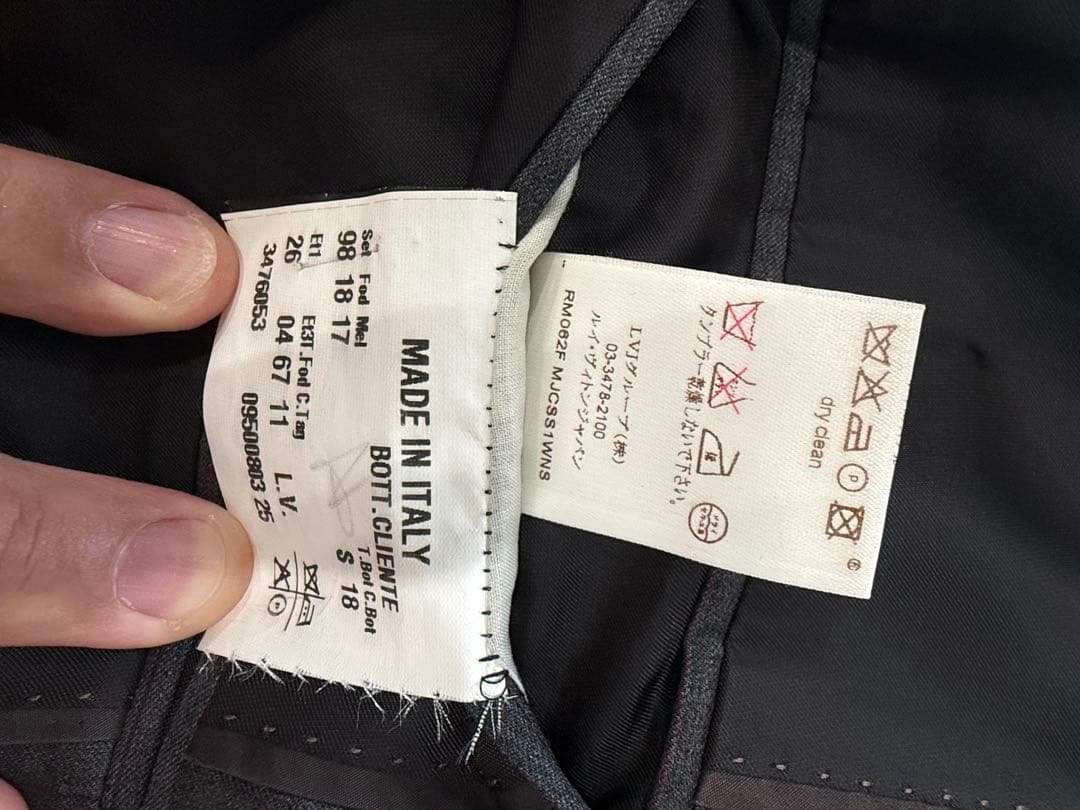 MADE IN ITALY
BOTT.CLIENTE
T.Bot C.Bot
S 18
Set Fod Mel
98 18 17
Et1 Et3T.Fod C.Tag
26 04 67 11 L.V.
3476053 09500803 25
dry clean
P
タンブラー乾燥しないで下さい。
LVJグループ(株)
03-3478-2100
ルイ・ヴィトンジャパン
RM062F MJCSS1WNS